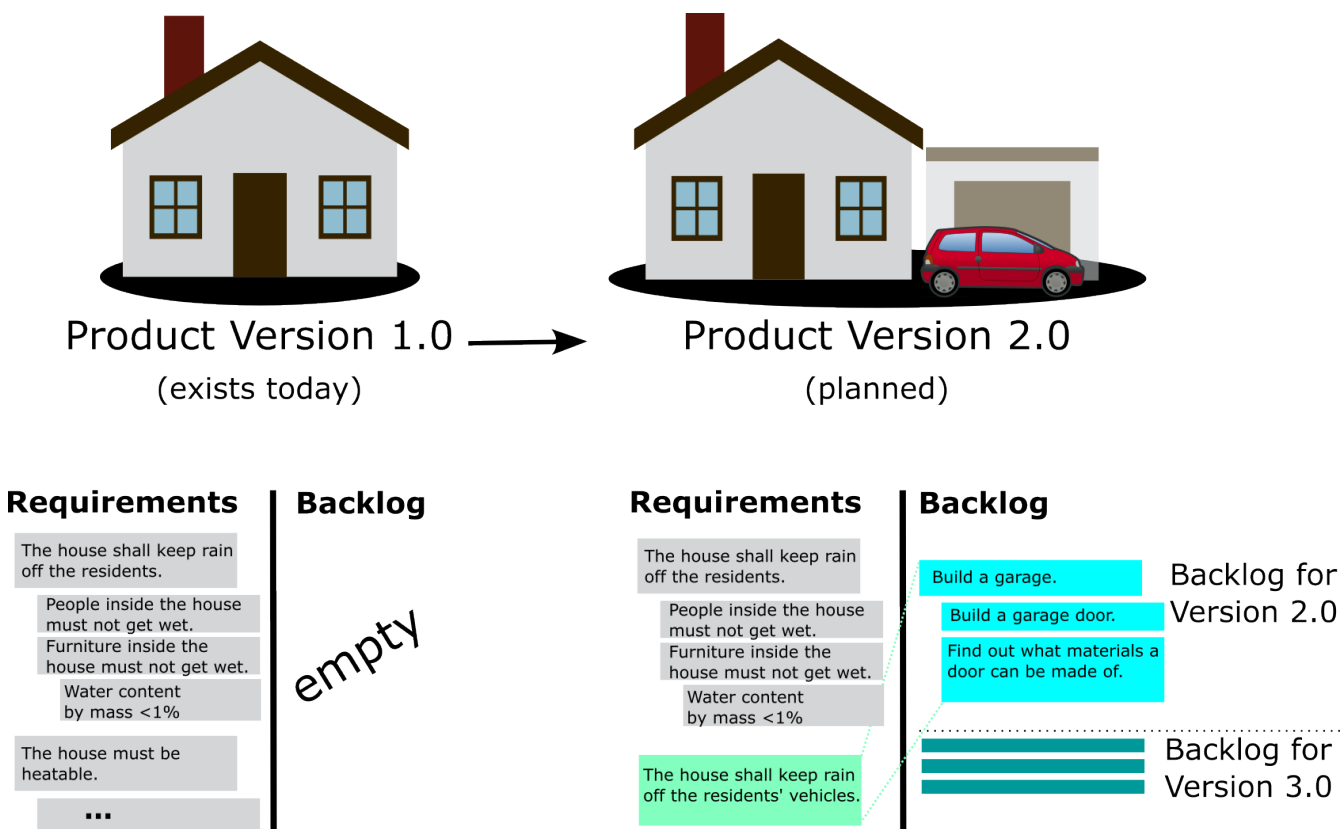 Product Version 1.0
(exists today)
Product Version 2.0
(planned)
Requirements
Backlog
The house shall keep rain
off the residents.
People inside the house
must not get wet.
Furniture inside the
house must not get wet.
Water content
by mass <1%
The house must be
heatable.
...
empty
Requirements
Backlog
The house shall keep rain
off the residents.
People inside the house
must not get wet.
Furniture inside the
house must not get wet.
Water content
by mass <1%
The house shall keep rain
off the residents' vehicles.
Build a garage.
Build a garage door.
Find out what materials a
door can be made of.
Backlog for
Version 2.0
Backlog for
Version 3.0